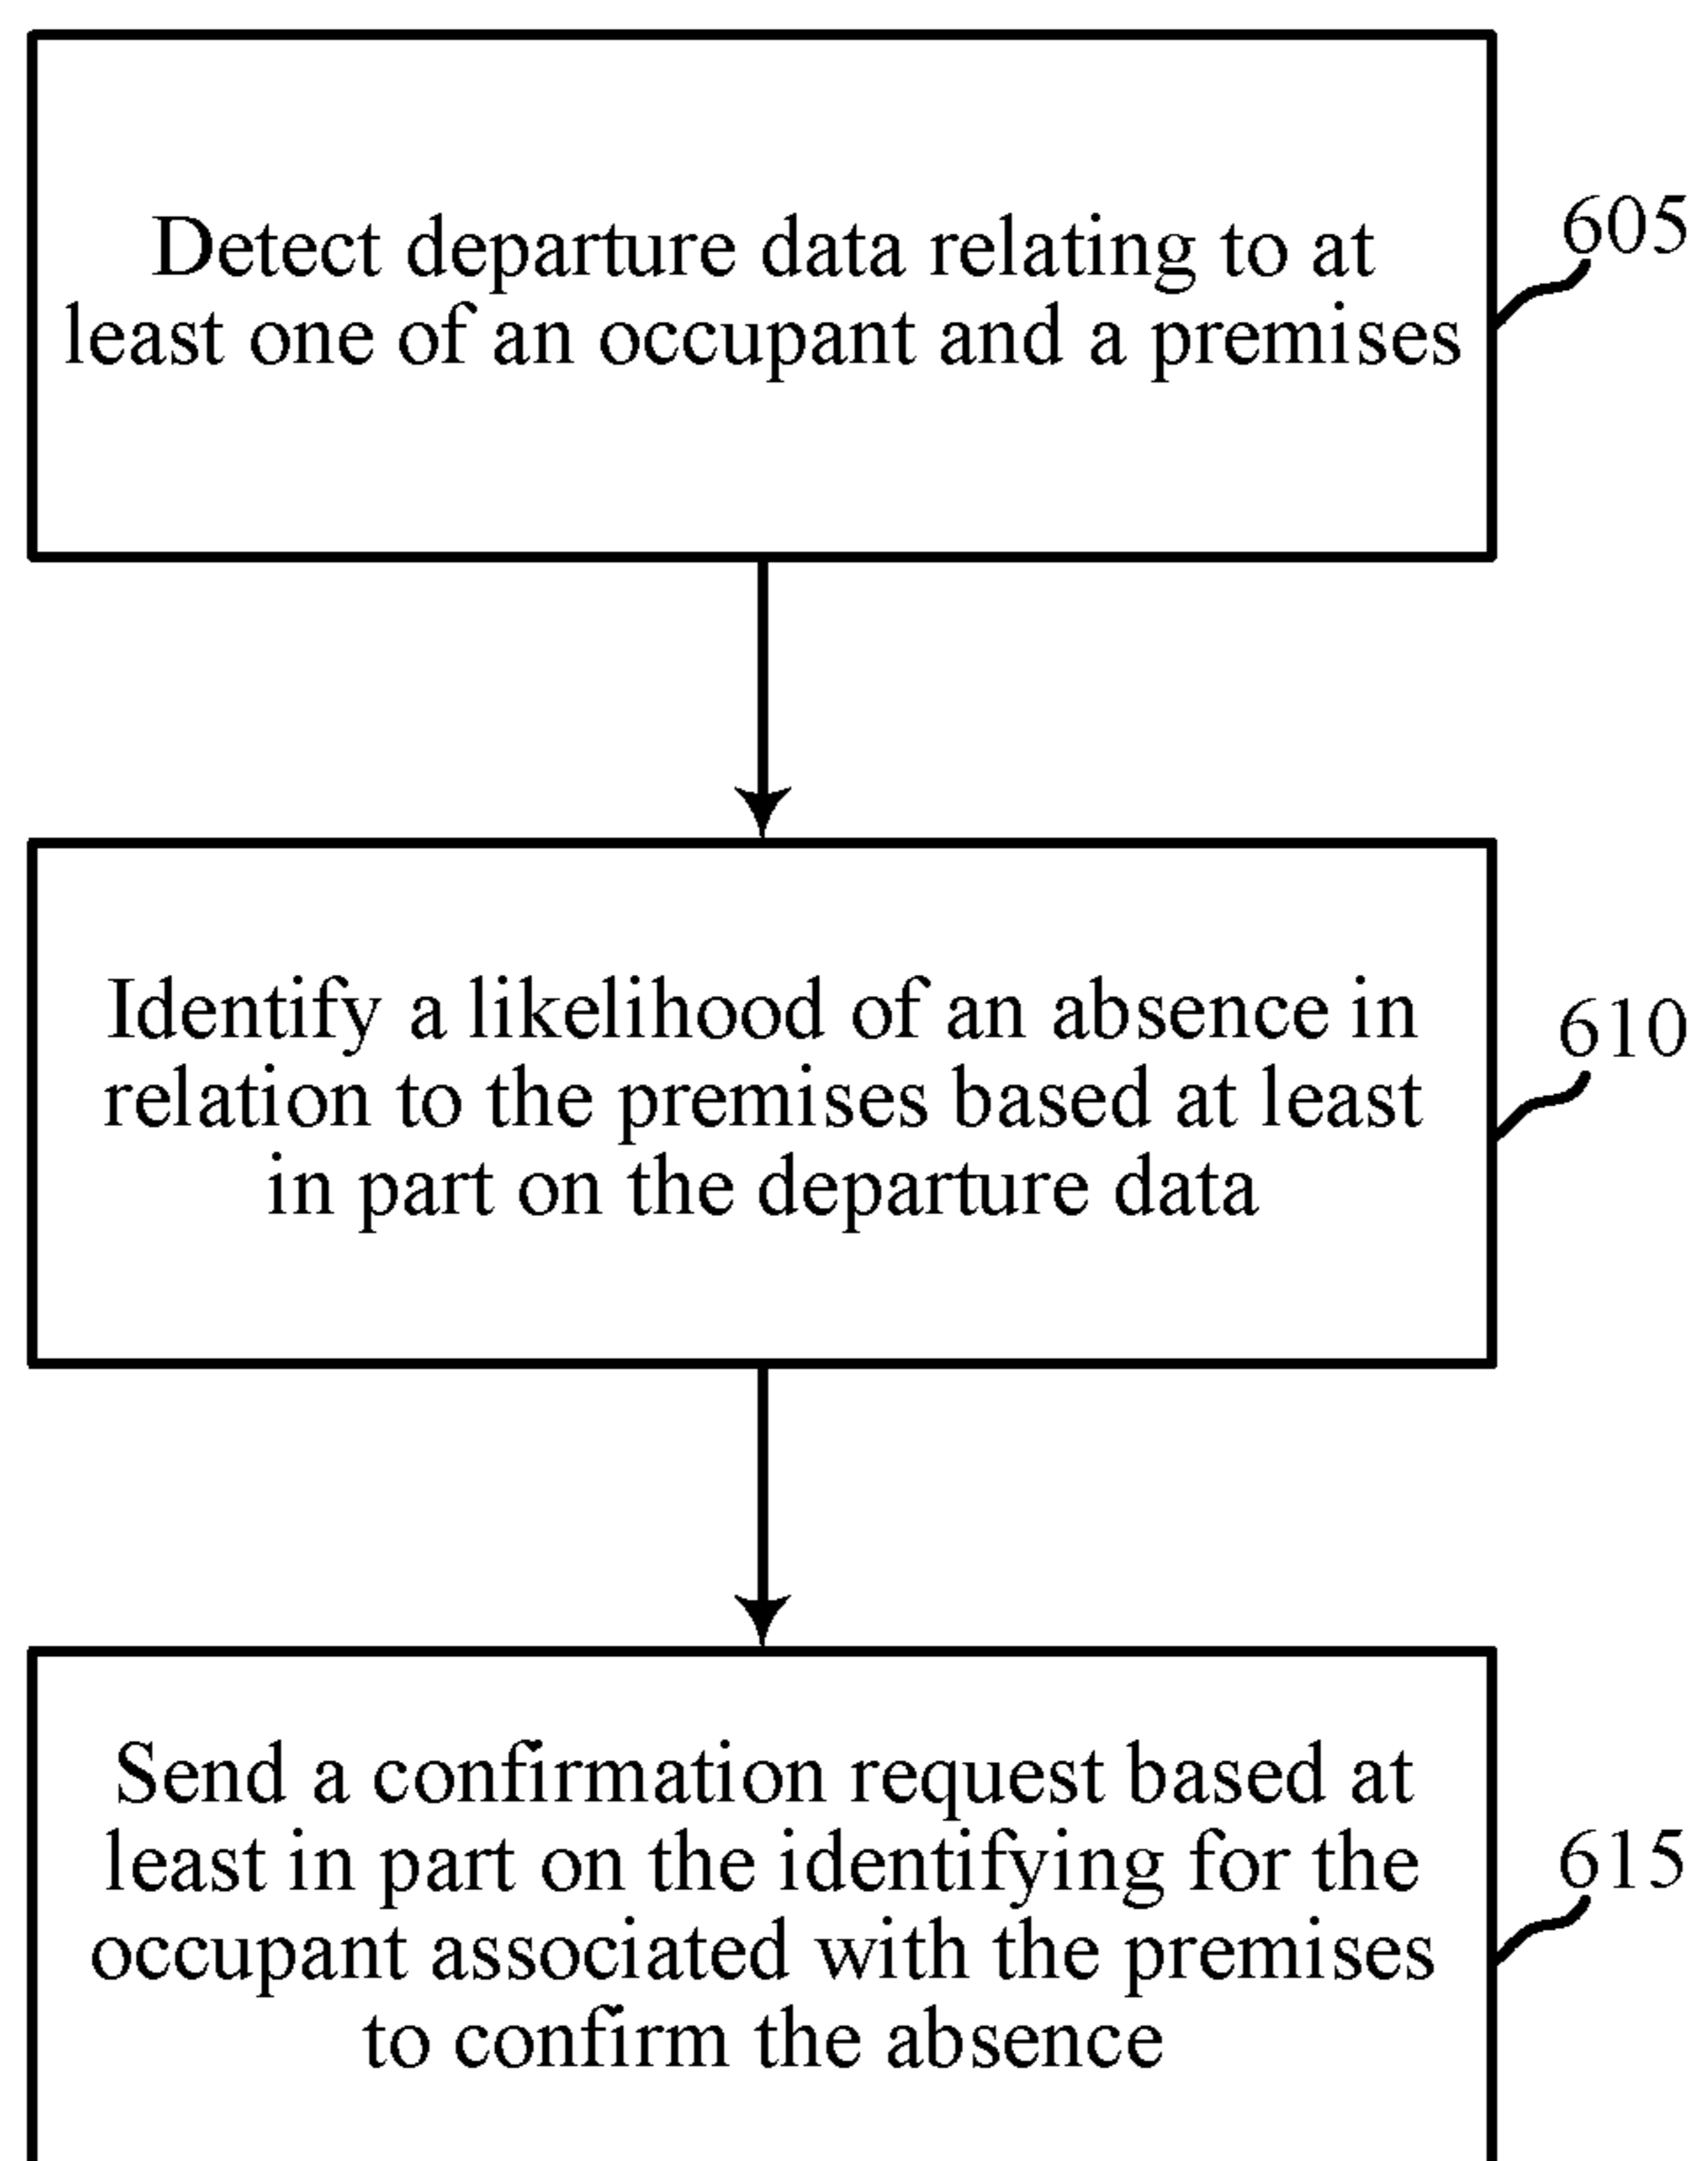 Detect departure data relating to at
least one of an occupant and a premises
605
Identify a likelihood of an absence in
relation to the premises based at least
in part on the departure data
610
Send a confirmation request based at
least in part on the identifying for the
occupant associated with the premises
to confirm the absence
615